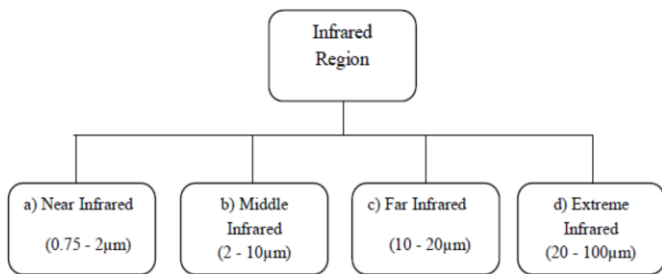 Infrared
Region
a) Near Infrared
(0.75 - 2μm)
b) Middle
Infrared
(2 - 10μm)
c) Far Infrared
(10 - 20μm)
d) Extreme
Infrared
(20 - 100μm)